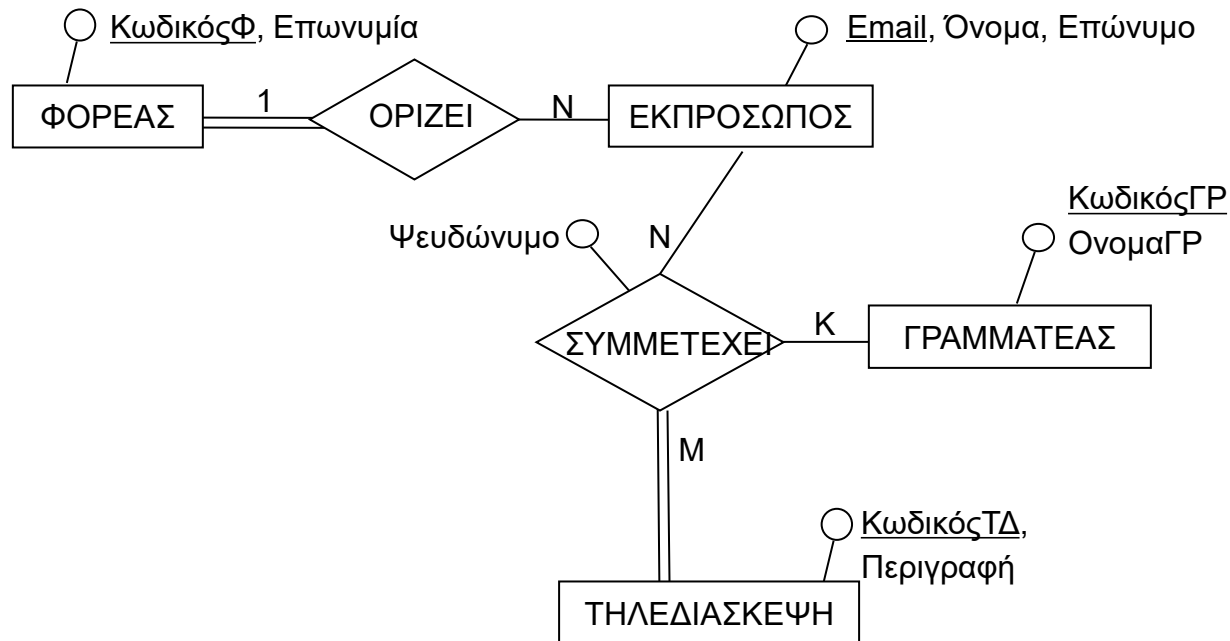 ΚωδικόςΦ, Επωνυμία
Email, Όνομα, Επώνυμο
ΦΟΡΕΑΣ
1
ΟΡΙΖΕΙ
N
ΕΚΠΡΟΣΩΠΟΣ
ΚωδικόςΓΡ
ΟνομαΓΡ
Ψευδώνυμο
N
ΣΥΜΜΕΤΕΧΕΙ
K
ΓΡΑΜΜΑΤΕΑΣ
M
ΚωδικόςΤΔ,
Περιγραφή
ΤΗΛΕΔΙΑΣΚΕΨΗ